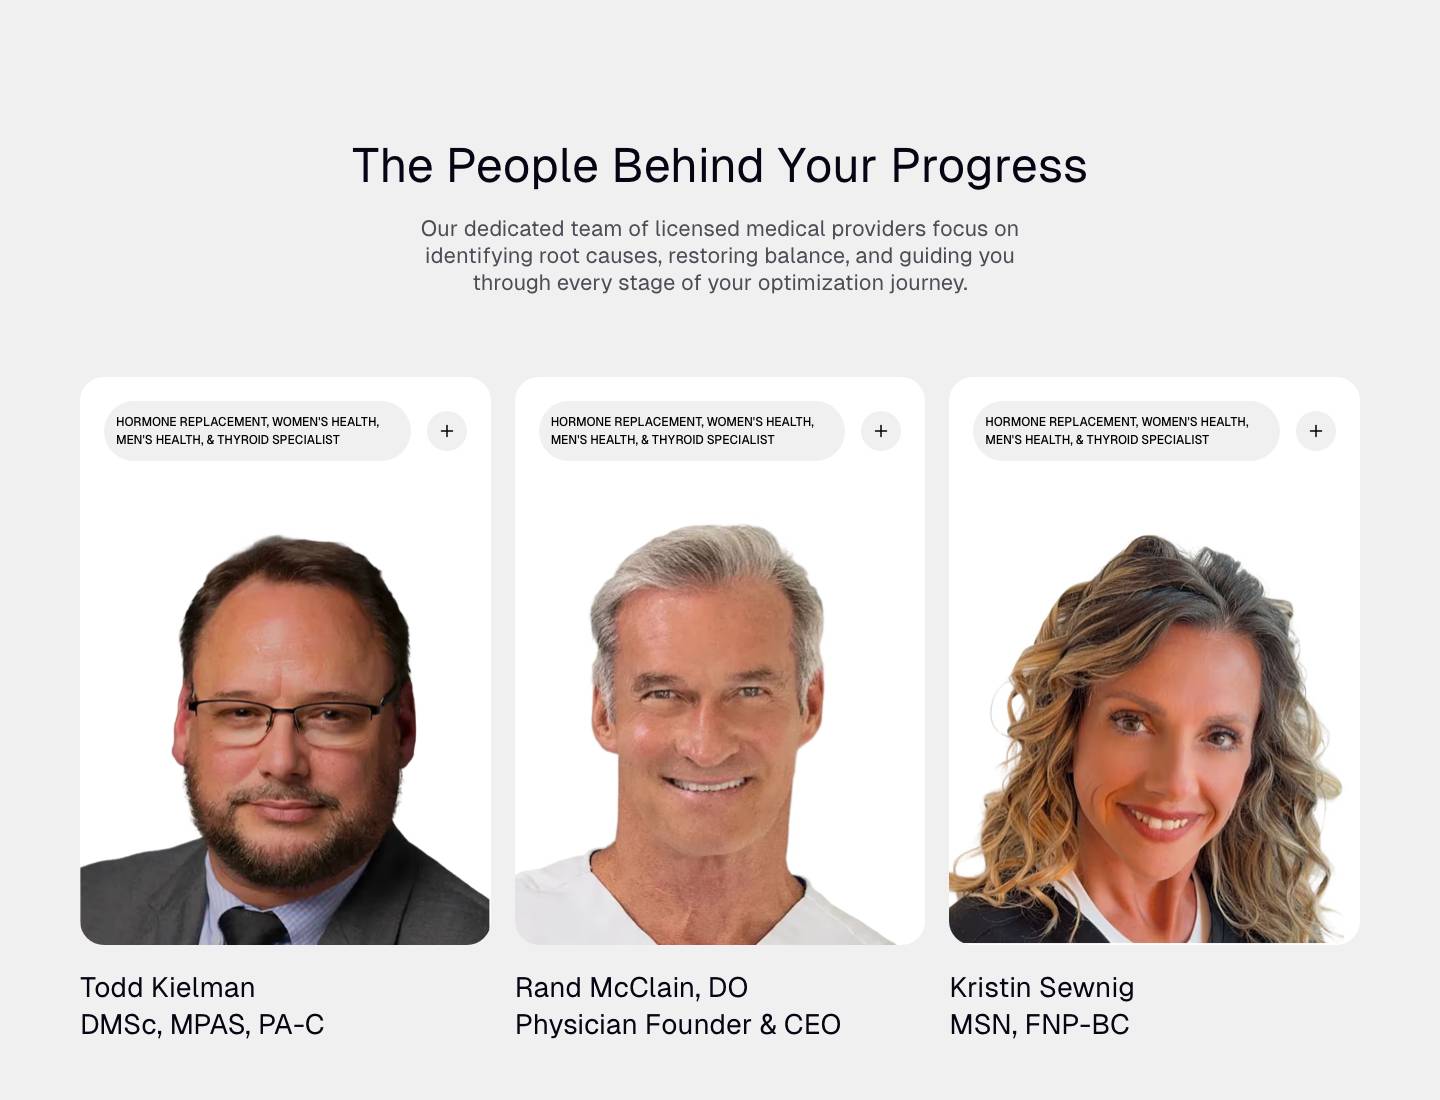 The People Behind Your Progress
Our dedicated team of licensed medical providers focus on
identifying root causes, restoring balance, and guiding you
through every stage of your optimization journey.
HORMONE REPLACEMENT, WOMEN'S HEALTH,
MEN'S HEALTH, & THYROID SPECIALIST
+
HORMONE REPLACEMENT, WOMEN'S HEALTH,
MEN'S HEALTH, & THYROID SPECIALIST
+
HORMONE REPLACEMENT, WOMEN'S HEALTH,
MEN'S HEALTH, & THYROID SPECIALIST
+
Todd Kielman
DMSc, MPAS, PA-C
Rand McClain, DO
Physician Founder & CEO
Kristin Sewnig
MSN, FNP-BC